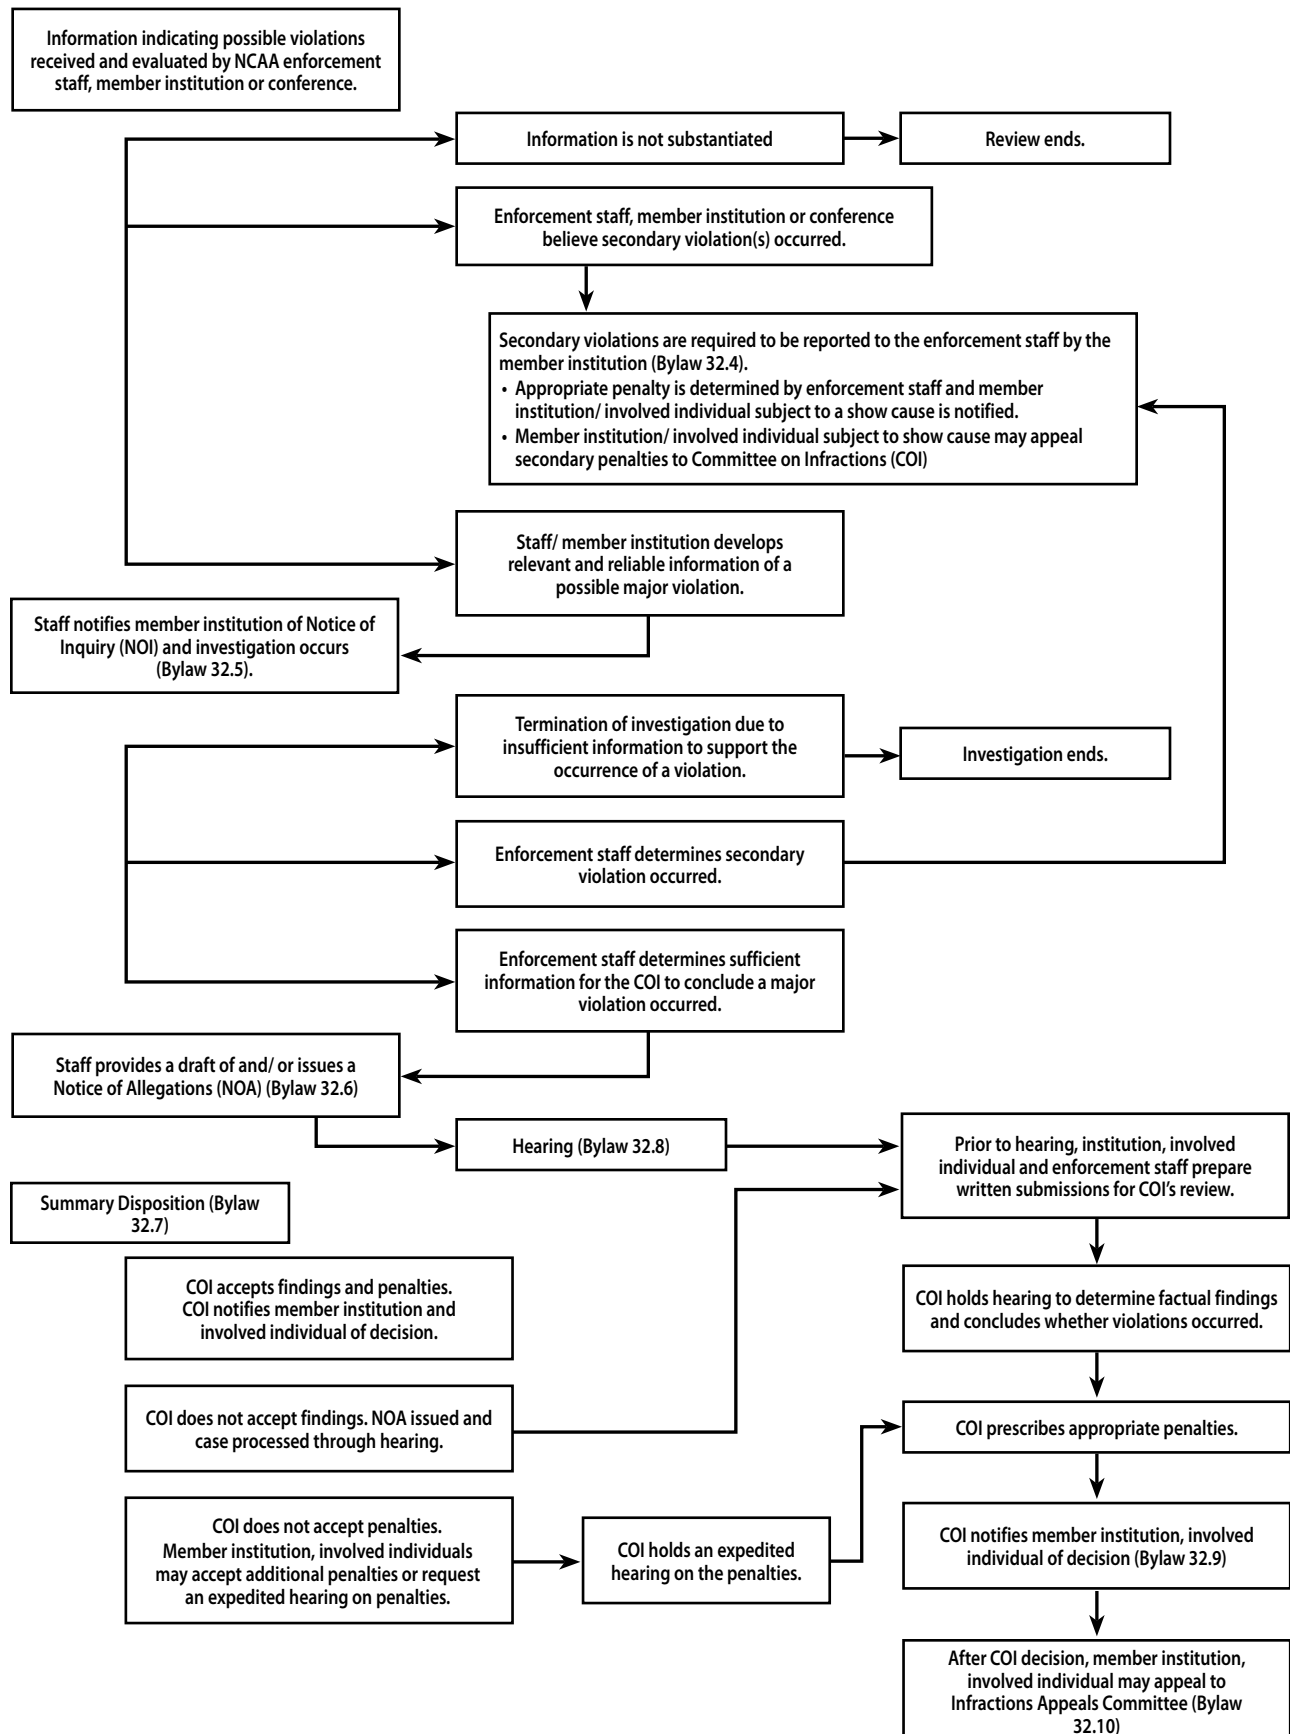 Information indicating possible violations
received and evaluated by NCAA enforcement
staff, member institution or conference.
Information is not substantiated
Review ends.
Enforcement staff, member institution or conference
believe secondary violation(s) occurred.
Secondary violations are required to be reported to the enforcement staff by the
member institution (Bylaw 32.4).
• Appropriate penalty is determined by enforcement staff and member
institution/ involved individual subject to a show cause is notified.
• Member institution/ involved individual subject to show cause may appeal
secondary penalties to Committee on Infractions (COI)
Staff/ member institution develops
relevant and reliable information of a
possible major violation.
Staff notifies member institution of Notice of
Inquiry (NOI) and investigation occurs
(Bylaw 32.5).
Termination of investigation due to
insufficient information to support the
occurrence of a violation.
Investigation ends.
Enforcement staff determines secondary
violation occurred.
Enforcement staff determines sufficient
information for the COI to conclude a major
violation occurred.
Staff provides a draft of and/ or issues a
Notice of Allegations (NOA) (Bylaw 32.6)
Hearing (Bylaw 32.8)
Prior to hearing, institution, involved
individual and enforcement staff prepare
written submissions for COI's review.
Summary Disposition (Bylaw
32.7)
COI accepts findings and penalties.
COI notifies member institution and
involved individual of decision.
COI holds hearing to determine factual findings
and concludes whether violations occurred.
COI does not accept findings. NOA issued and
case processed through hearing.
COI prescribes appropriate penalties.
COI does not accept penalties.
Member institution, involved individuals
may accept additional penalties or request
an expedited hearing on penalties.
COI holds an expedited
hearing on the penalties.
COI notifies member institution, involved
individual of decision (Bylaw 32.9)
After COI decision, member institution,
involved individual may appeal to
Infractions Appeals Committee (Bylaw
32.10)